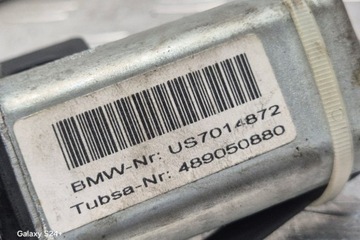 BMW-Nr: US7014872
Tubsa-Nr: 489050880
Galaxy S24+